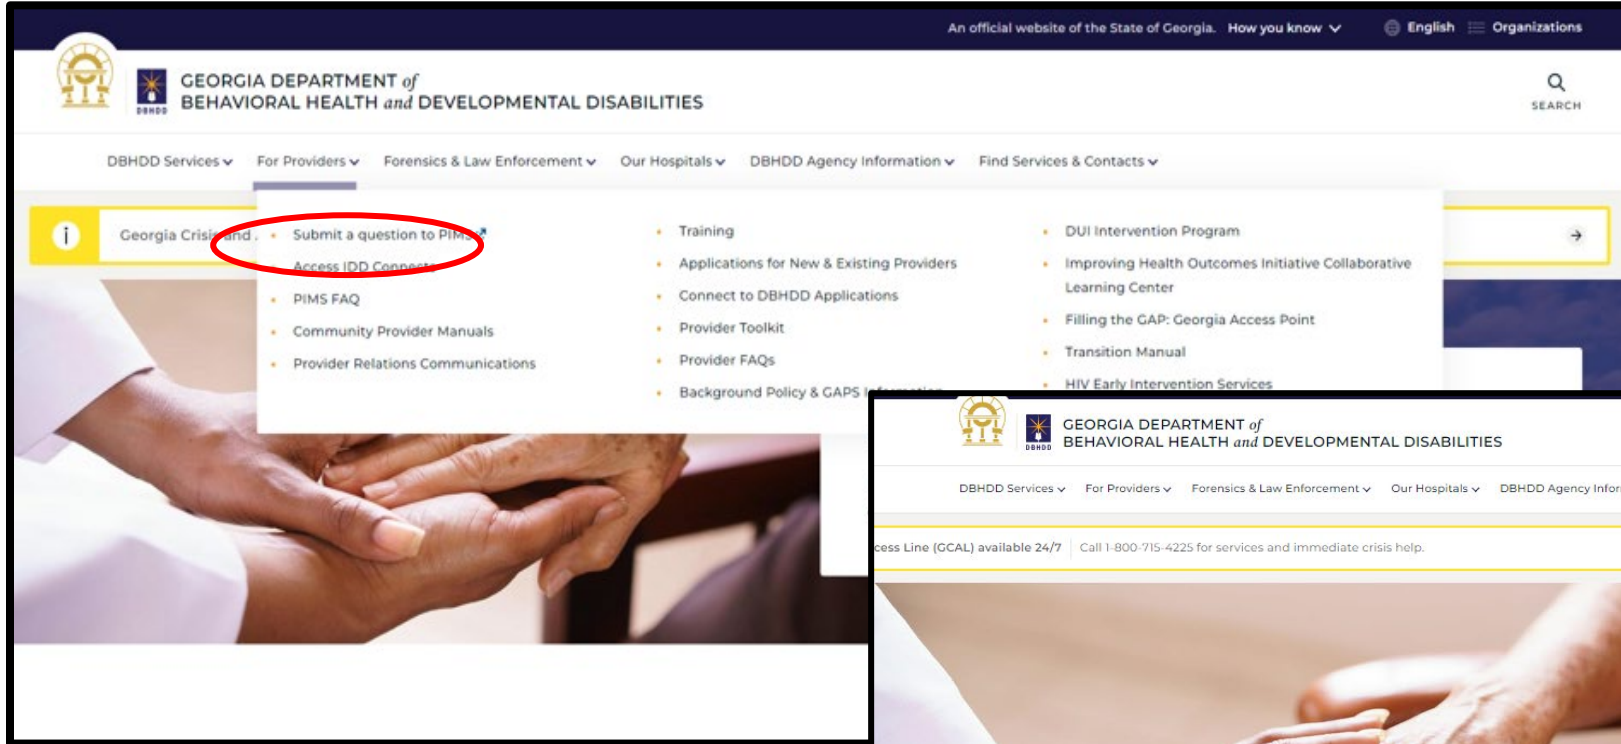 An official website of the State of Georgia. How you know English Organizations
GEORGIA DEPARTMENT of
BEHAVIORAL HEALTH and DEVELOPMENTAL DISABILITIES
DBHDD
SEARCH
DBHDD Services For Providers Forensics & Law Enforcement Our Hospitals DBHDD Agency Information Find Services & Contacts
Georgia Crisis and
Submit a question to PIMS
Access IDD Connects
PIMS FAQ
Community Provider Manuals
Provider Relations Communications
Training
Applications for New & Existing Providers
Connect to DBHDD Applications
Provider Toolkit
Provider FAQs
Background Policy & GAPS Information
DUI Intervention Program
Improving Health Outcomes Initiative Collaborative
Learning Center
Filling the GAP: Georgia Access Point
Transition Manual
HIV Early Intervention Services
GEORGIA DEPARTMENT of
BEHAVIORAL HEALTH and DEVELOPMENTAL DISABILITIES
DBHDD
DBHDD Services For Providers Forensics & Law Enforcement Our Hospitals DBHDD Agency Infor
cess Line (GCAL) available 24/7 Call 1-800-715-4225 for services and immediate crisis help.